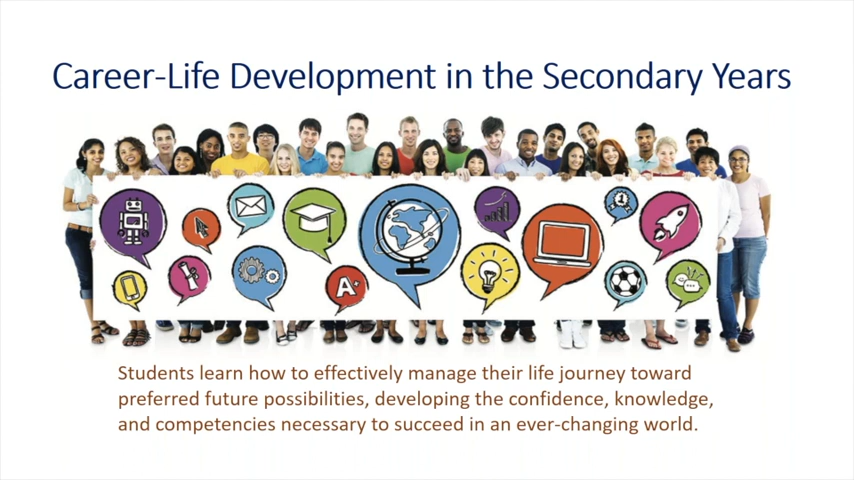 Career-Life Development in the Secondary Years
A+
1
Students learn how to effectively manage their life journey toward
preferred future possibilities, developing the confidence, knowledge,
and competencies necessary to succeed in an ever-changing world.